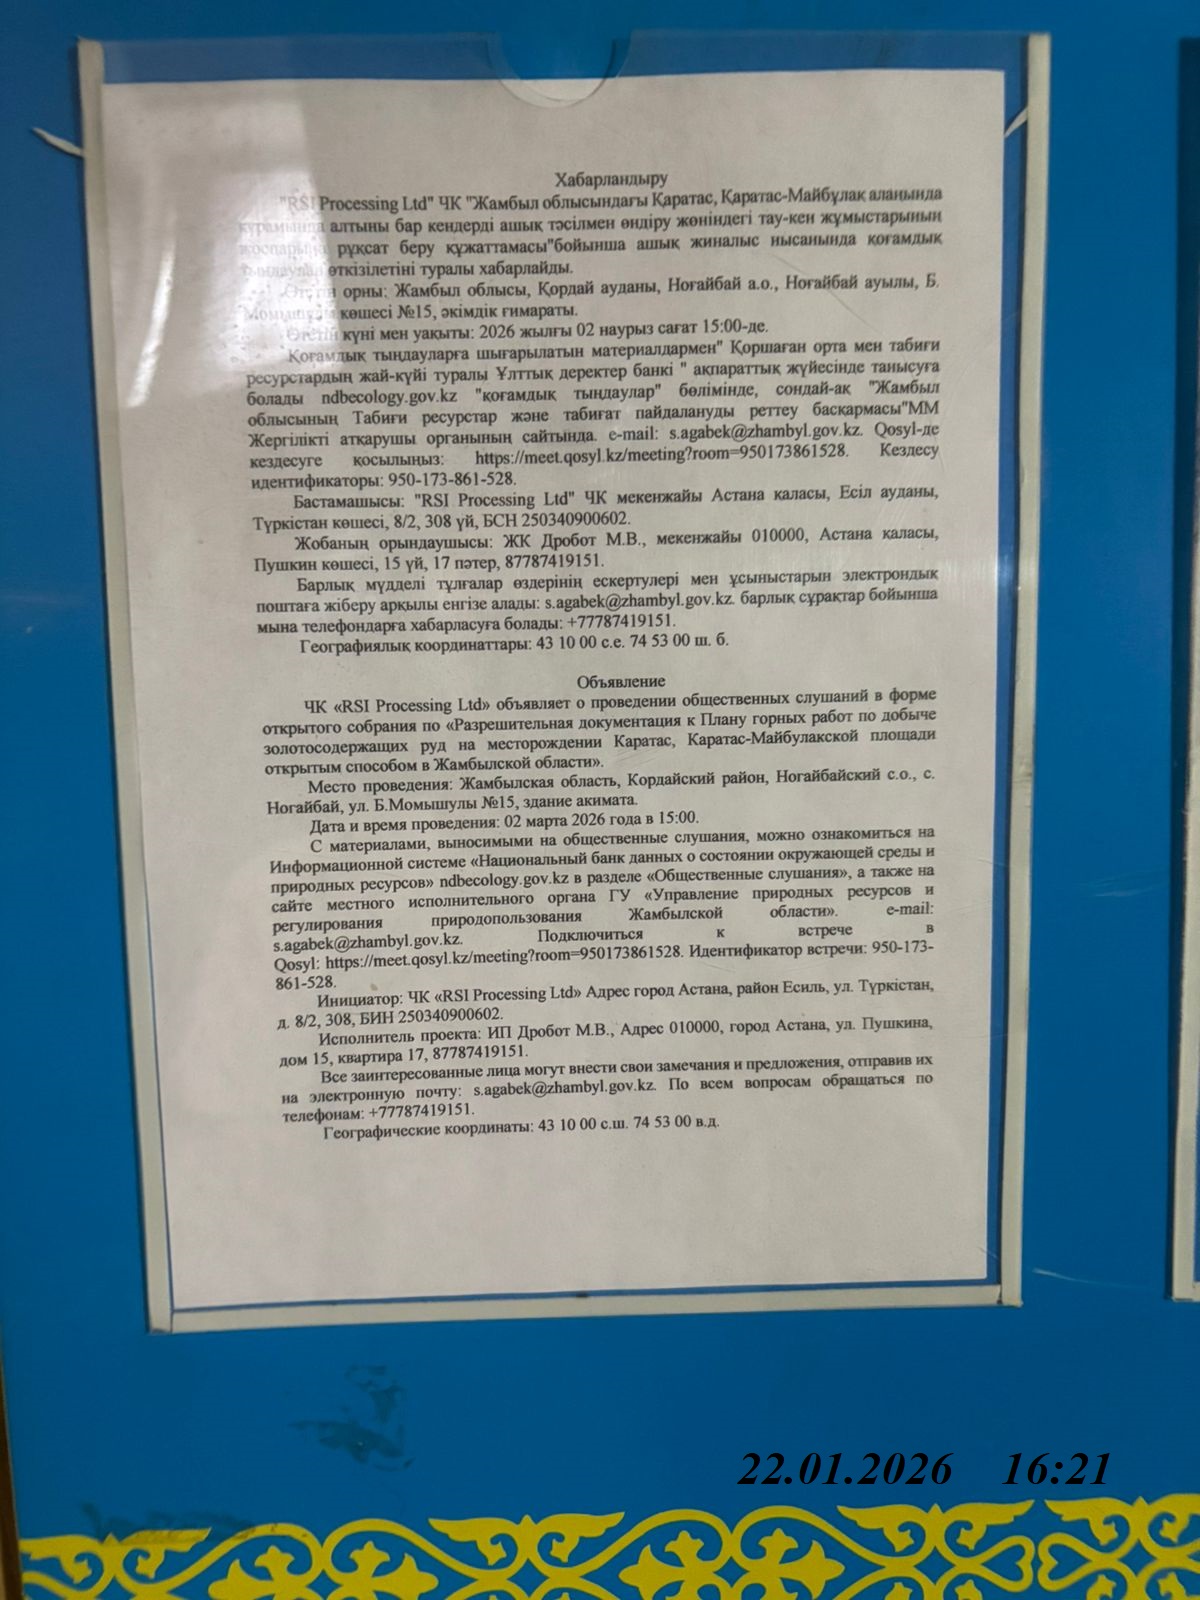 Хабарландыру
"RSI Processing Ltd" ЧК "Жамбыл облысындағы Қаратас, Қаратас-Майбұлақ алаңында
құрамында алтыны бар кендерді ашық тәсілмен өндіру жөніндегі тау-кен жұмыстарының
жоспарына рұқсат беру құжаттамасы"бойынша ашық жиналыс нысанында қоғамдық
тыңдаулар өткізілетіні туралы хабарлайды.
Өтетін орны: Жамбыл облысы, Қордай ауданы, Ноғайбай а.о., Ноғайбай ауылы, Б.
Момышұлы көшесі №15, әкімдік ғимараты.
Өтетін күні мен уақыты: 2026 жылғы 02 наурыз сағат 15:00-де.
Қоғамдық тыңдауларға шығарылатын материалдармен" Қоршаған орта мен табиғи
ресурстардың жай-күйі туралы Ұлттық деректер банкі " ақпараттық жүйесінде танысуға
болады ndbecology.gov.kz "қоғамдық тыңдаулар" бөлімінде, сондай-ақ "Жамбыл
облысының Табиғи ресурстар және табиғат пайдалануды реттеу басқармасы"ММ
Жергілікті атқарушы органының сайтында. e-mail: s.agabek@zhambyl.gov.kz. Qosyl-де
кездесуге қосылыңыз: https://meet.qosyl.kz/meeting?room=950173861528. Кездесу
идентификаторы: 950-173-861-528.
Бастамашысы: "RSI Processing Ltd" ЧК мекенжайы Астана қаласы, Есіл ауданы,
Түркістан көшесі, 8/2, 308 үй, БСН 250340900602.
Жобаның орындаушысы: ЖК Дробот М.В., мекенжайы 010000, Астана қаласы,
Пушкин көшесі, 15 үй, 17 пәтер, 87787419151.
Барлық мүдделі тұлғалар өздерінің ескертулері мен ұсыныстарын электрондық
поштаға жіберу арқылы енгізе алады: s.agabek@zhambyl.gov.kz. барлық сұрақтар бойынша
мына телефондарға хабарласуға болады: +77787419151.
Географиялық координаттары: 43 10 00 с.е. 74 53 00 ш. б.
Объявление
ЧК «RSI Processing Ltd» объявляет о проведении общественных слушаний в форме
открытого собрания по «Разрешительная документация к Плану горных работ по добыче
золотосодержащих руд на месторождении Каратас, Каратас-Майбулакской площади
открытым способом в Жамбылской области».
Место проведения: Жамбылская область, Кордайский район, Ногайбайский с.о., с.
Ногайбай, ул. Б.Момышулы №15, здание акимата.
Дата и время проведения: 02 марта 2026 года в 15:00.
С материалами, выносимыми на общественные слушания, можно ознакомиться на
Информационной системе «Национальный банк данных о состоянии окружающей среды и
природных ресурсов» ndbecology.gov.kz в разделе «Общественные слушания», а также на
сайте местного исполнительного органа ГУ «Управление природных ресурсов и
регулирования природопользования Жамбылской области». e-mail:
s.agabek@zhambyl.gov.kz. Подключиться к встрече в
Qosyl: https://meet.qosyl.kz/meeting?room=950173861528. Идентификатор встречи: 950-173-
861-528.
Инициатор: ЧК «RSI Processing Ltd» Адрес город Астана, район Есиль, ул. Түркістан,
д. 8/2, 308, БИН 250340900602.
Исполнитель проекта: ИП Дробот М.В., Адрес 010000, город Астана, ул. Пушкина,
дом 15, квартира 17, 87787419151.
Все заинтересованные лица могут внести свои замечания и предложения, отправив их
на электронную почту: s.agabek@zhambyl.gov.kz. По всем вопросам обращаться по
телефонам: +77787419151.
Географические координаты: 43 10 00 с.ш. 74 53 00 в.д.
22.01.2026 16:21